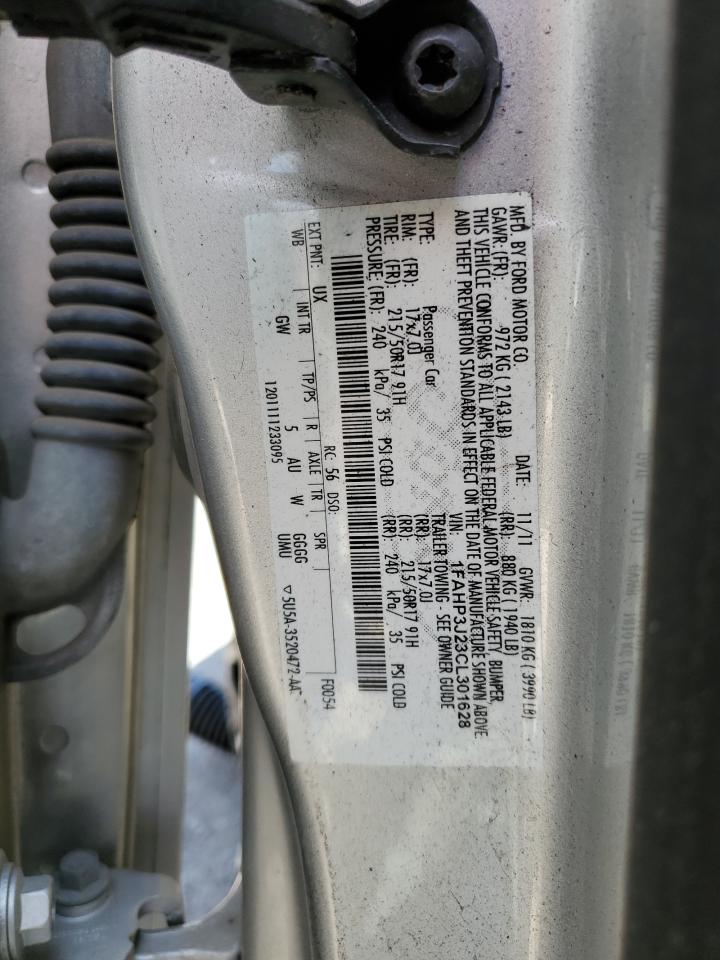 MFD. BY FORD MOTOR CO.
DATE: 11/11 GVWR: 1810 KG ( 3990 LB)
GAWR: (FR): 972 KG ( 2143 LB) (RR): 880 KG ( 1940 LB)
THIS VEHICLE CONFORMS TO ALL APPLICABLE FEDERAL MOTOR VEHICLE SAFETY, BUMPER,
AND THEFT PREVENTION STANDARDS IN EFFECT ON THE DATE OF MANUFACTURE SHOWN ABOVE.
VIN: 1FAHP3J23CL301628
TYPE: Passenger Car TRAILER TOWING - SEE OWNER GUIDE
RIM: (FR): 17x7.0J (RR): 17x7.0J
TIRE: (FR): 215/50R17 91H (RR): 215/50R17 91H
PRESSURE: (FR): 240 kPa/ 35 PSI COLD (RR): 240 kPa/ 35 PSI COLD
RC: 56 DSO: F0054
EXT PNT: UX
WB INT TR TP/PS R AXLE TR SPR
GW 5 AU W GGGG
UMU
1201111233095 ▽5U5A-3520472-AA